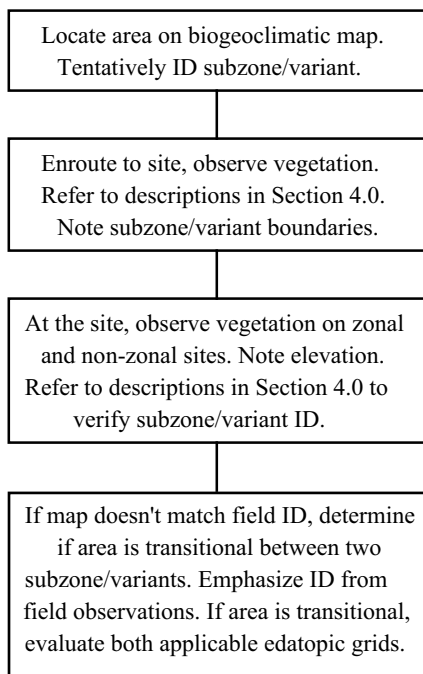 Locate area on biogeoclimatic map.
Tentatively ID subzone/variant.
Enroute to site, observe vegetation.
Refer to descriptions in Section 4.0.
Note subzone/variant boundaries.
At the site, observe vegetation on zonal
and non-zonal sites. Note elevation.
Refer to descriptions in Section 4.0 to
verify subzone/variant ID.
If map doesn't match field ID, determine
if area is transitional between two
subzone/variants. Emphasize ID from
field observations. If area is transitional,
evaluate both applicable edatopic grids.